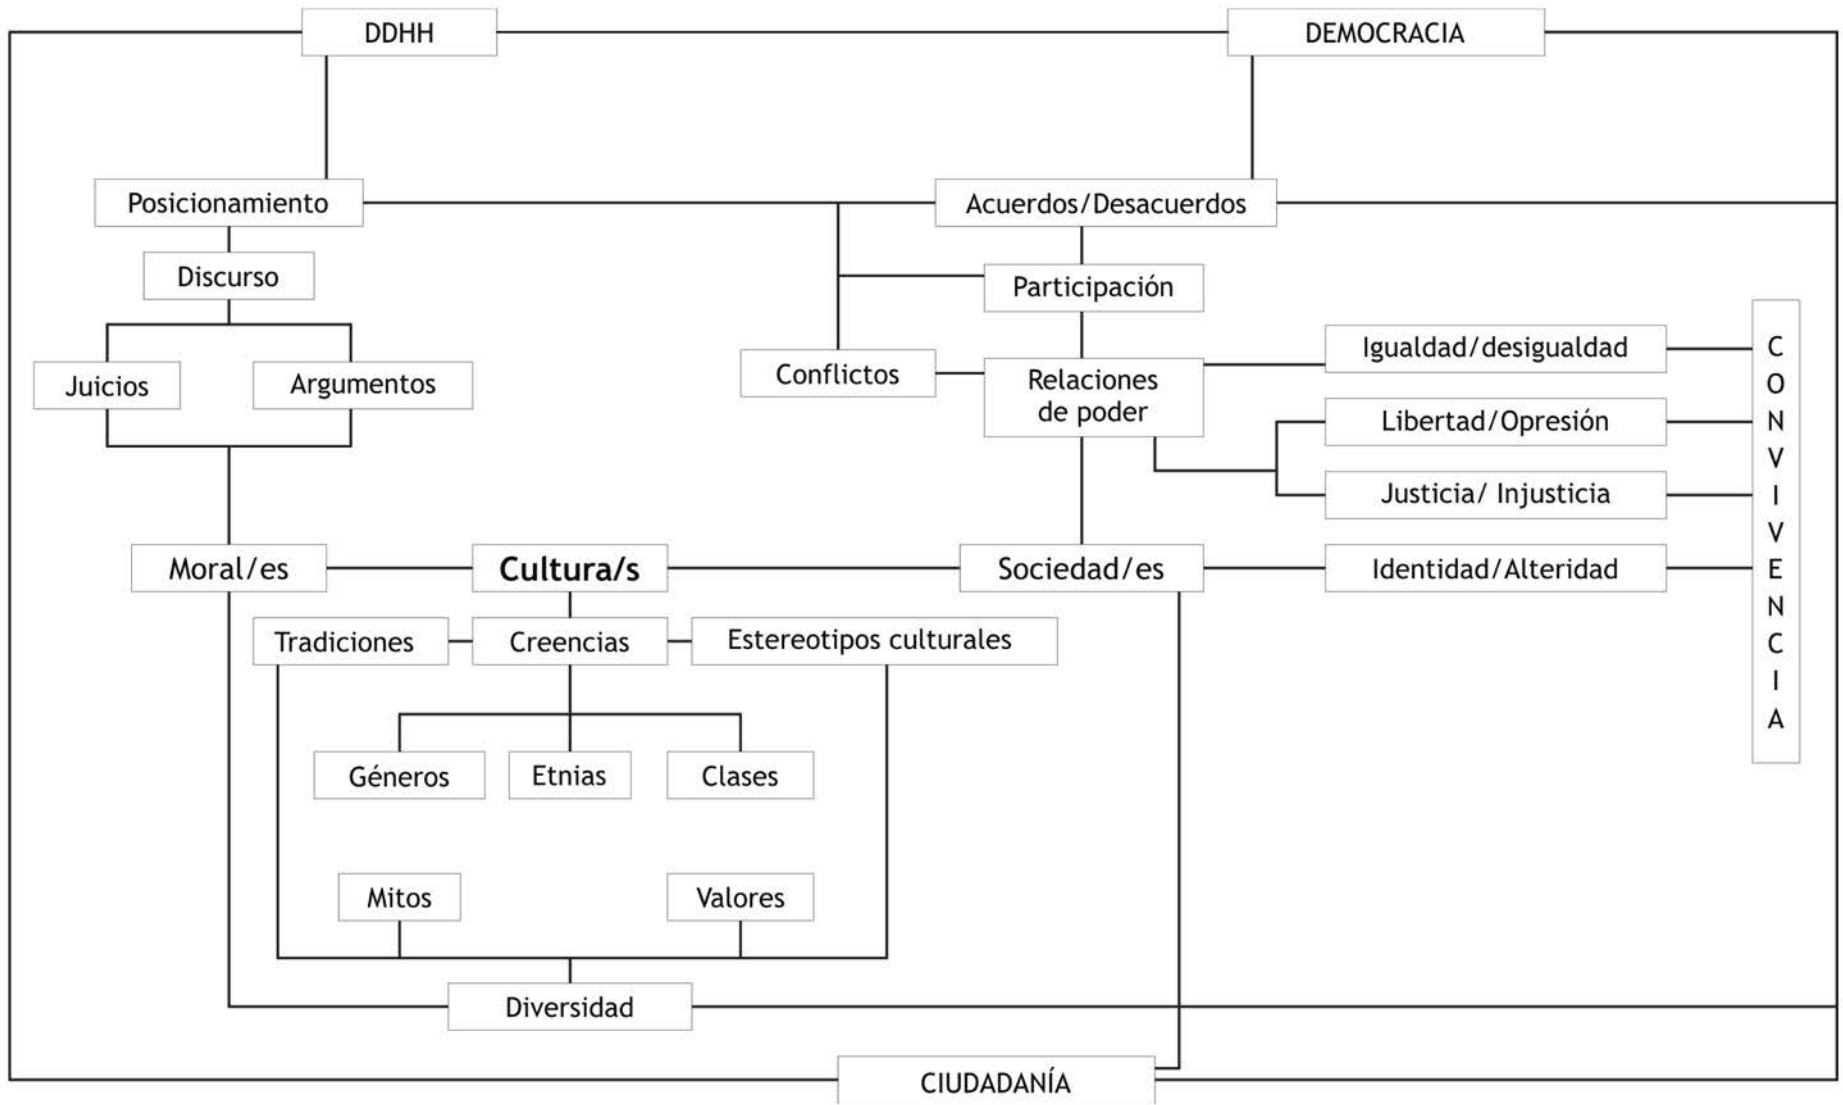 DDHH
DEMOCRACIA
Posicionamiento
Acuerdos/Desacuerdos
Discurso
Participación
Juicios
Argumentos
Conflictos
Relaciones
de poder
Igualdad/desigualdad
Libertad/Opresión
Justicia/ Injusticia
CONVIVENCIA
Moral/es
Cultura/s
Sociedad/es
Identidad/Alteridad
Tradiciones
Creencias
Estereotipos culturales
Géneros
Etnias
Clases
Mitos
Valores
Diversidad
CIUDADANÍA